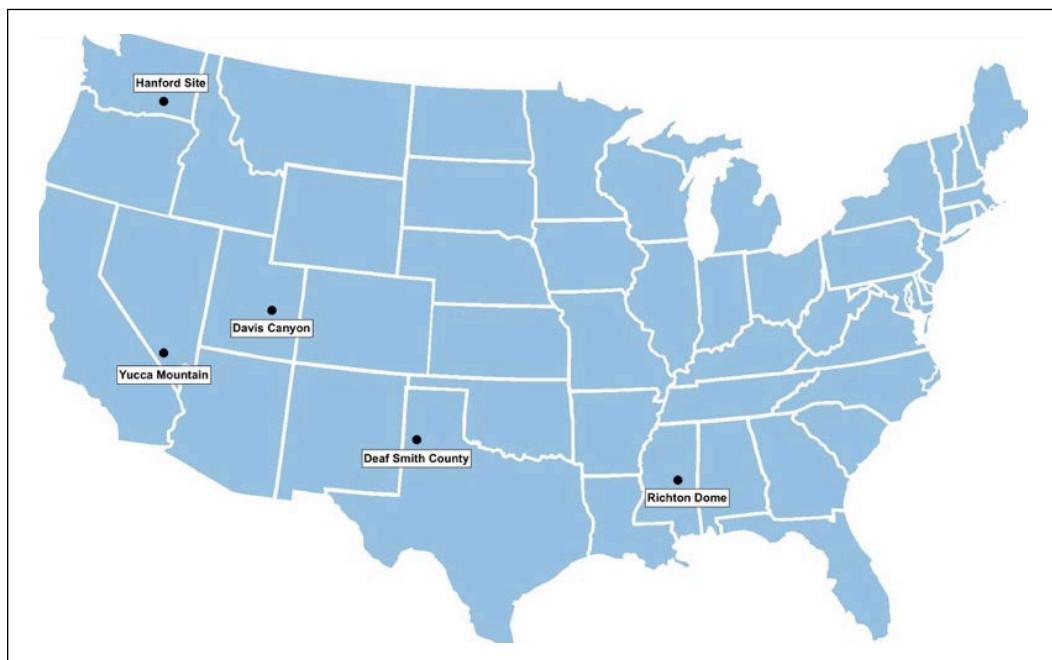 Hanford Site
Davis Canyon
Yucca Mountain
Deaf Smith County
Richton Dome